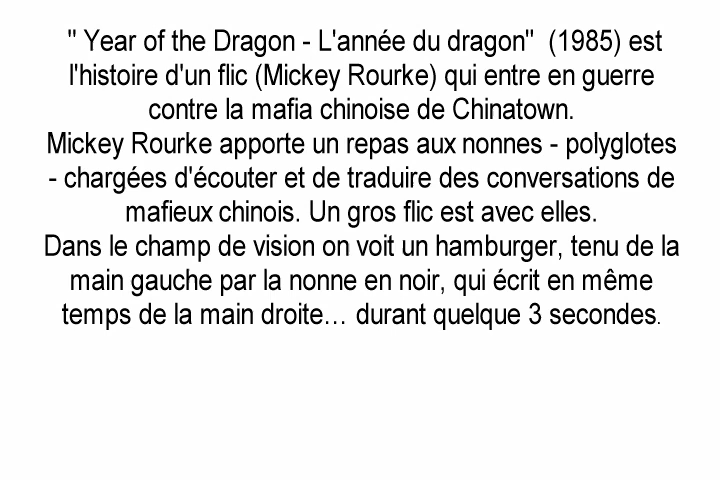 " Year of the Dragon - L'année du dragon"  (1985) est
l'histoire d'un flic (Mickey Rourke) qui entre en guerre
contre la mafia chinoise de Chinatown.
Mickey Rourke apporte un repas aux nonnes - polyglotes
- chargées d'écouter et de traduire des conversations de
mafieux chinois. Un gros flic est avec elles.
Dans le champ de vision on voit un hamburger, tenu de la
main gauche par la nonne en noir, qui écrit en même
temps de la main droite… durant quelque 3 secondes.